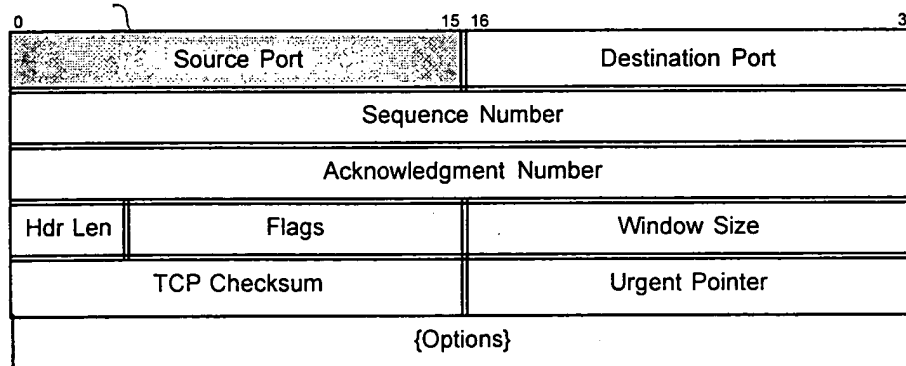 0 15 16 3
Source Port Destination Port
Sequence Number
Acknowledgment Number
Hdr Len Flags Window Size
TCP Checksum Urgent Pointer
{Options}